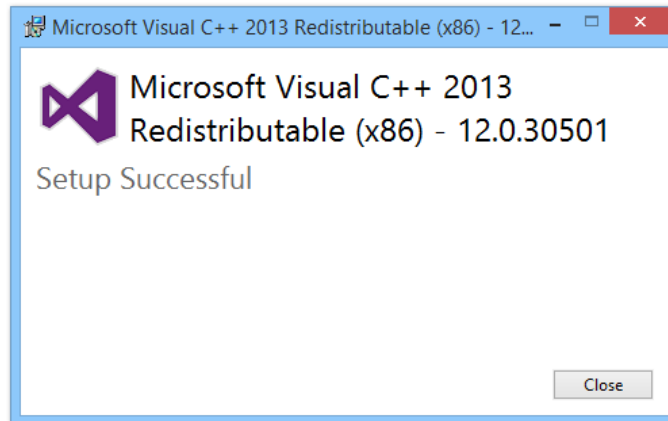 Microsoft Visual C++ 2013 Redistributable (x86) - 12...
Microsoft Visual C++ 2013
Redistributable (x86) - 12.0.30501
Setup Successful
Close